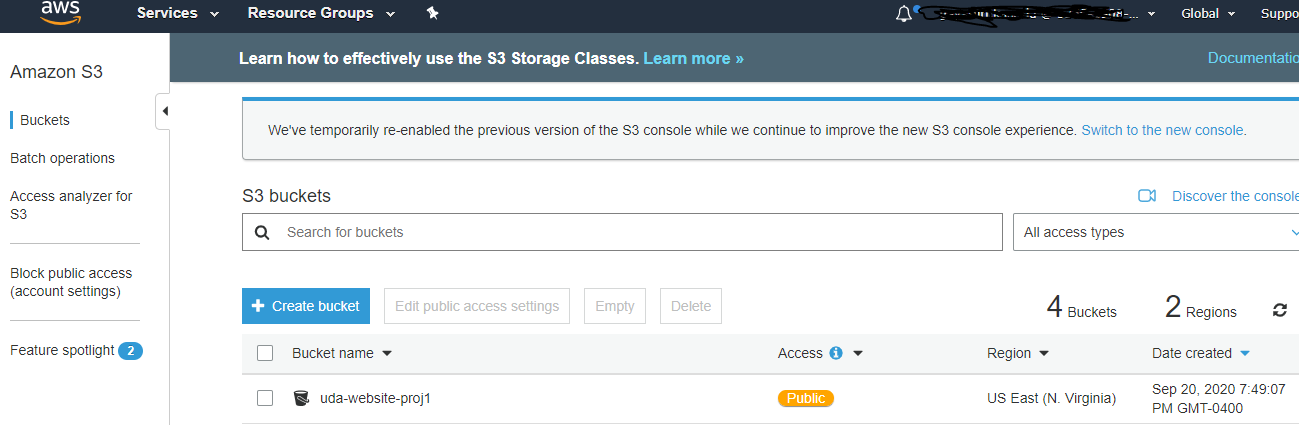 aws Services Resource Groups Global Suppo
Amazon S3
Buckets
Batch operations
Access analyzer for
S3
Block public access
(account settings)
Feature spotlight 2
Learn how to effectively use the S3 Storage Classes. Learn more » Documentatio
We've temporarily re-enabled the previous version of the S3 console while we continue to improve the new S3 console experience. Switch to the new console.
S3 buckets Discover the console
Search for buckets All access types
+ Create bucket Edit public access settings Empty Delete 4 Buckets 2 Regions
Bucket name Access Region Date created
uda-website-proj1 Public US East (N. Virginia) Sep 20, 2020 7:49:07
PM GMT-0400